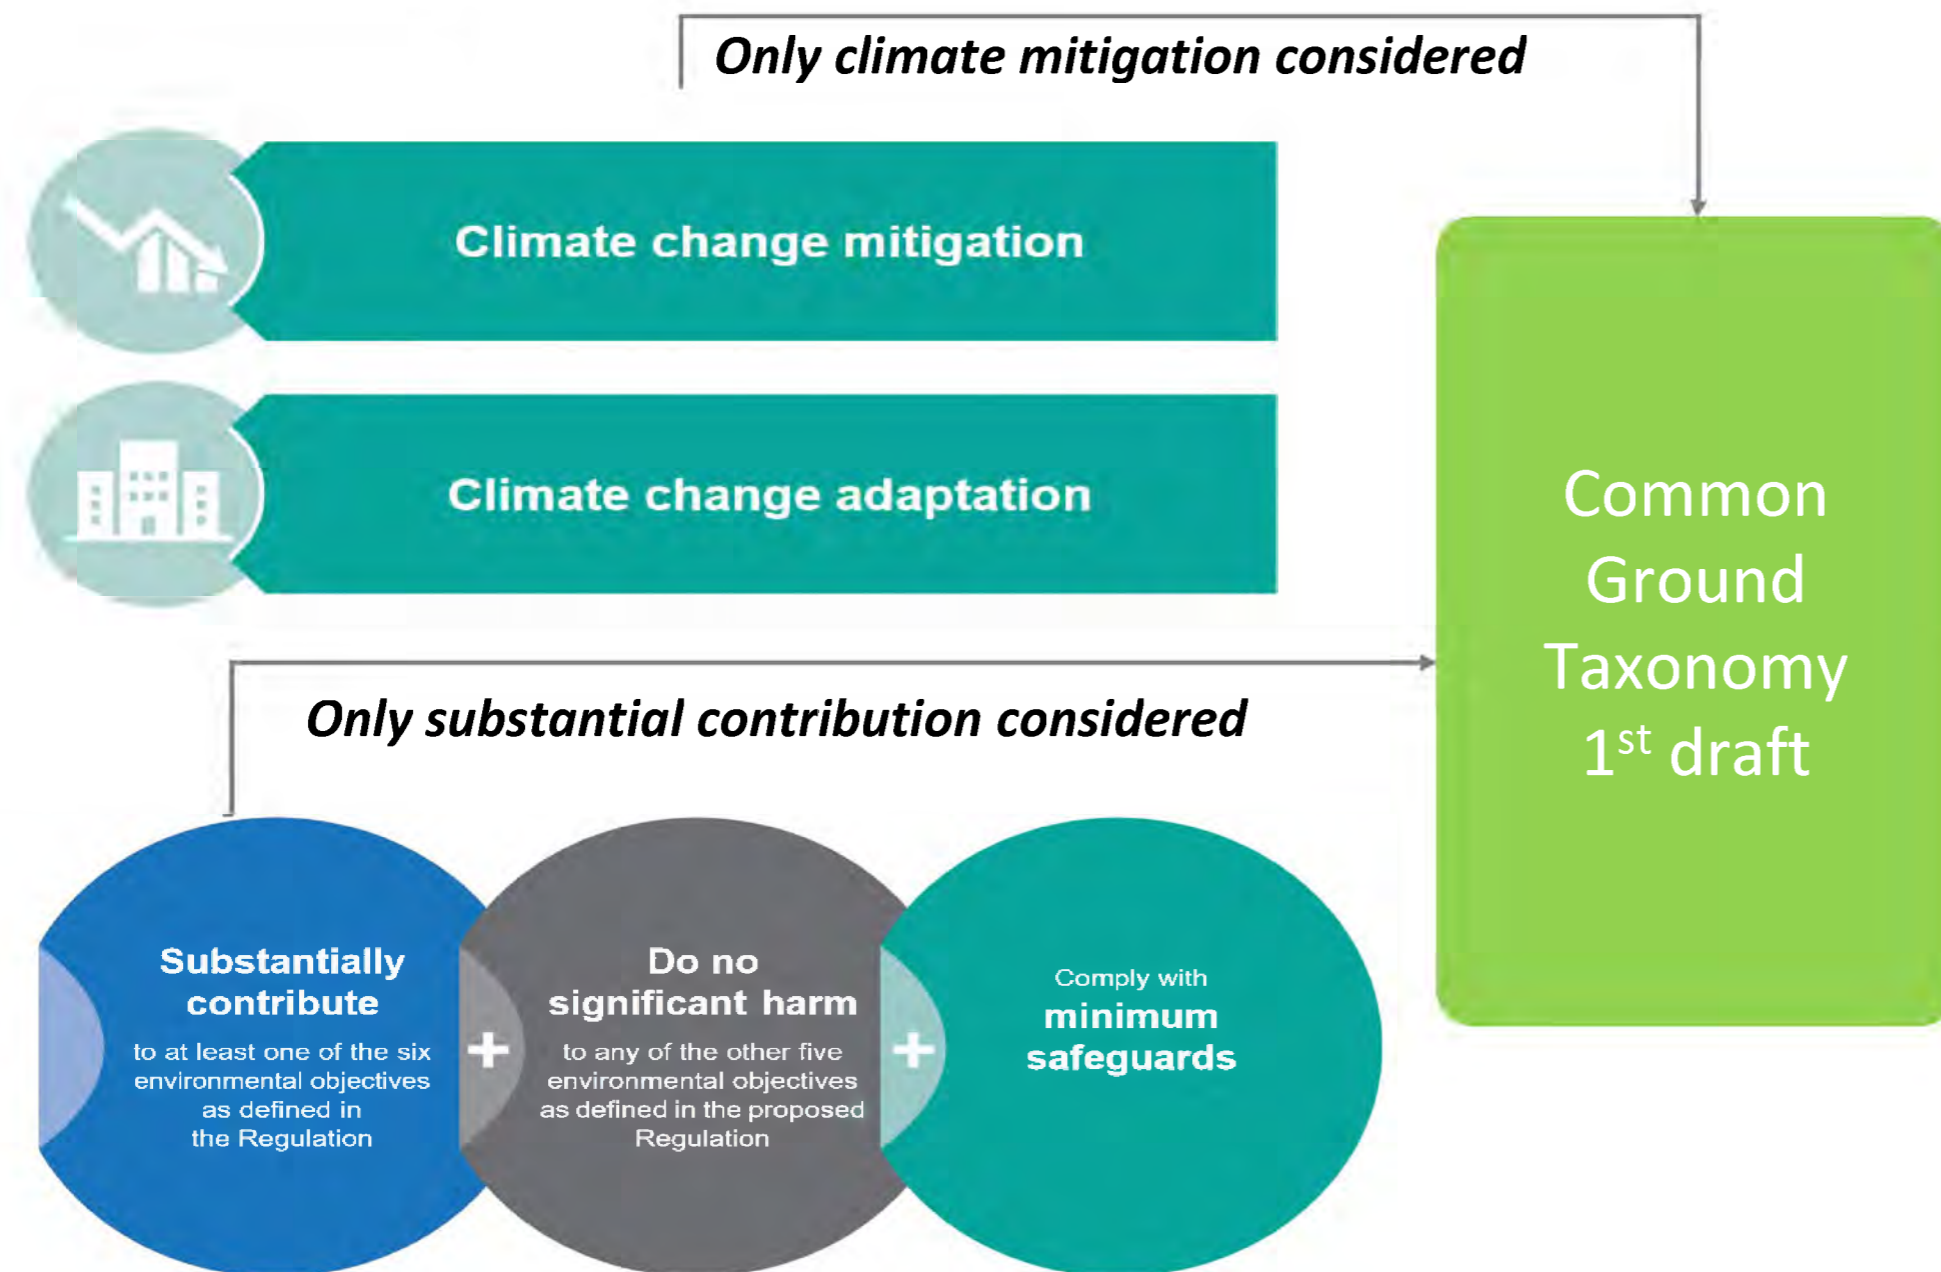 Only climate mitigation considered
Climate change mitigation
Climate change adaptation
Common
Ground
Taxonomy
1st draft
Only substantial contribution considered
Substantially
contribute
to at least one of the six
environmental objectives
as defined in
the Regulation
+
Do no
significant harm
to any of the other five
environmental objectives
as defined in the proposed
Regulation
+
Comply with
minimum
safeguards